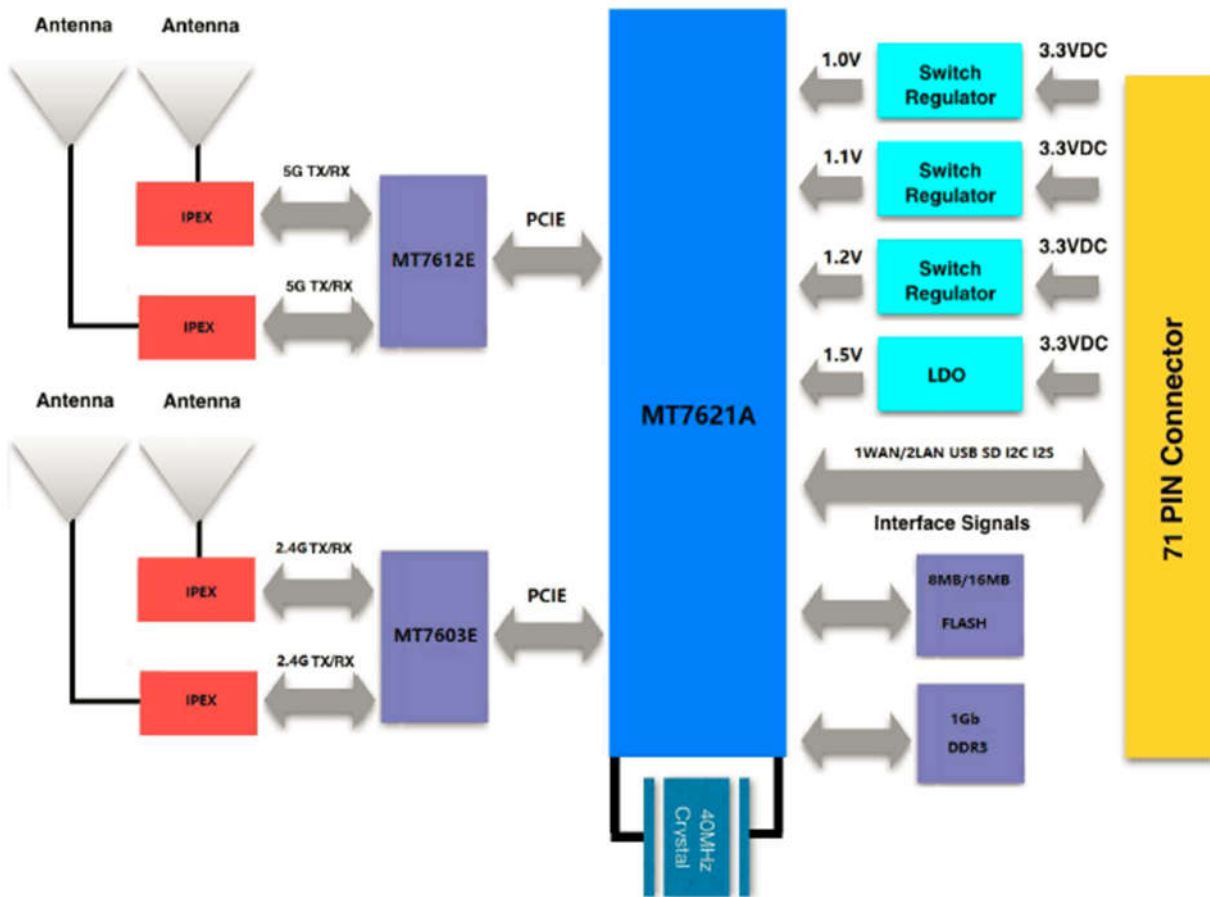 Antenna
Antenna
IPEX
IPEX
5G TX/RX
5G TX/RX
MT7612E
PCIE
Antenna
Antenna
IPEX
IPEX
2.4G TX/RX
2.4G TX/RX
MT7603E
PCIE
MT7621A
40MHz
Crystal
1.0V
Switch
Regulator
3.3VDC
1.1V
Switch
Regulator
3.3VDC
1.2V
Switch
Regulator
3.3VDC
1.5V
LDO
3.3VDC
1WAN/2LAN USB SD I2C I2S
Interface Signals
8MB/16MB
FLASH
1Gb
DDR3
71 PIN Connector